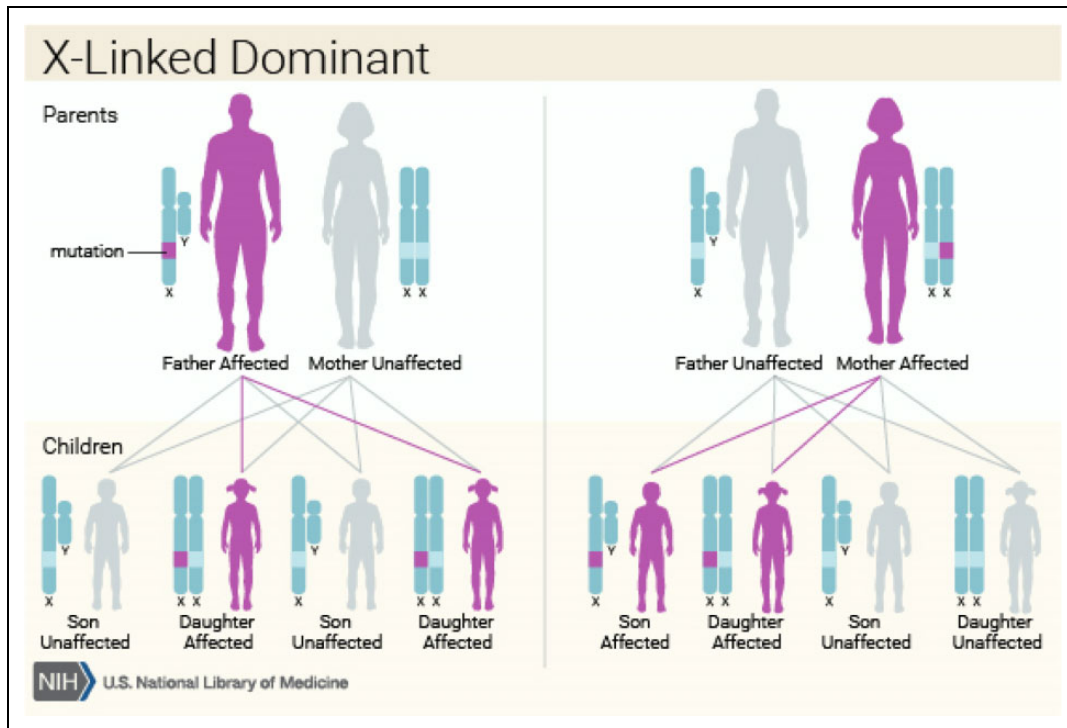 X-Linked Dominant
Parents
mutation
Y
X
X X
Y
X
X X
Father Affected
Mother Unaffected
Father Unaffected
Mother Affected
Children
Y
X
X X
Y
X
X X
X
X X
Y
X
X X
Son
Unaffected
Daughter
Affected
Son
Unaffected
Daughter
Affected
Son
Affected
Daughter
Affected
Son
Unaffected
Daughter
Unaffected
NIH U.S. National Library of Medicine